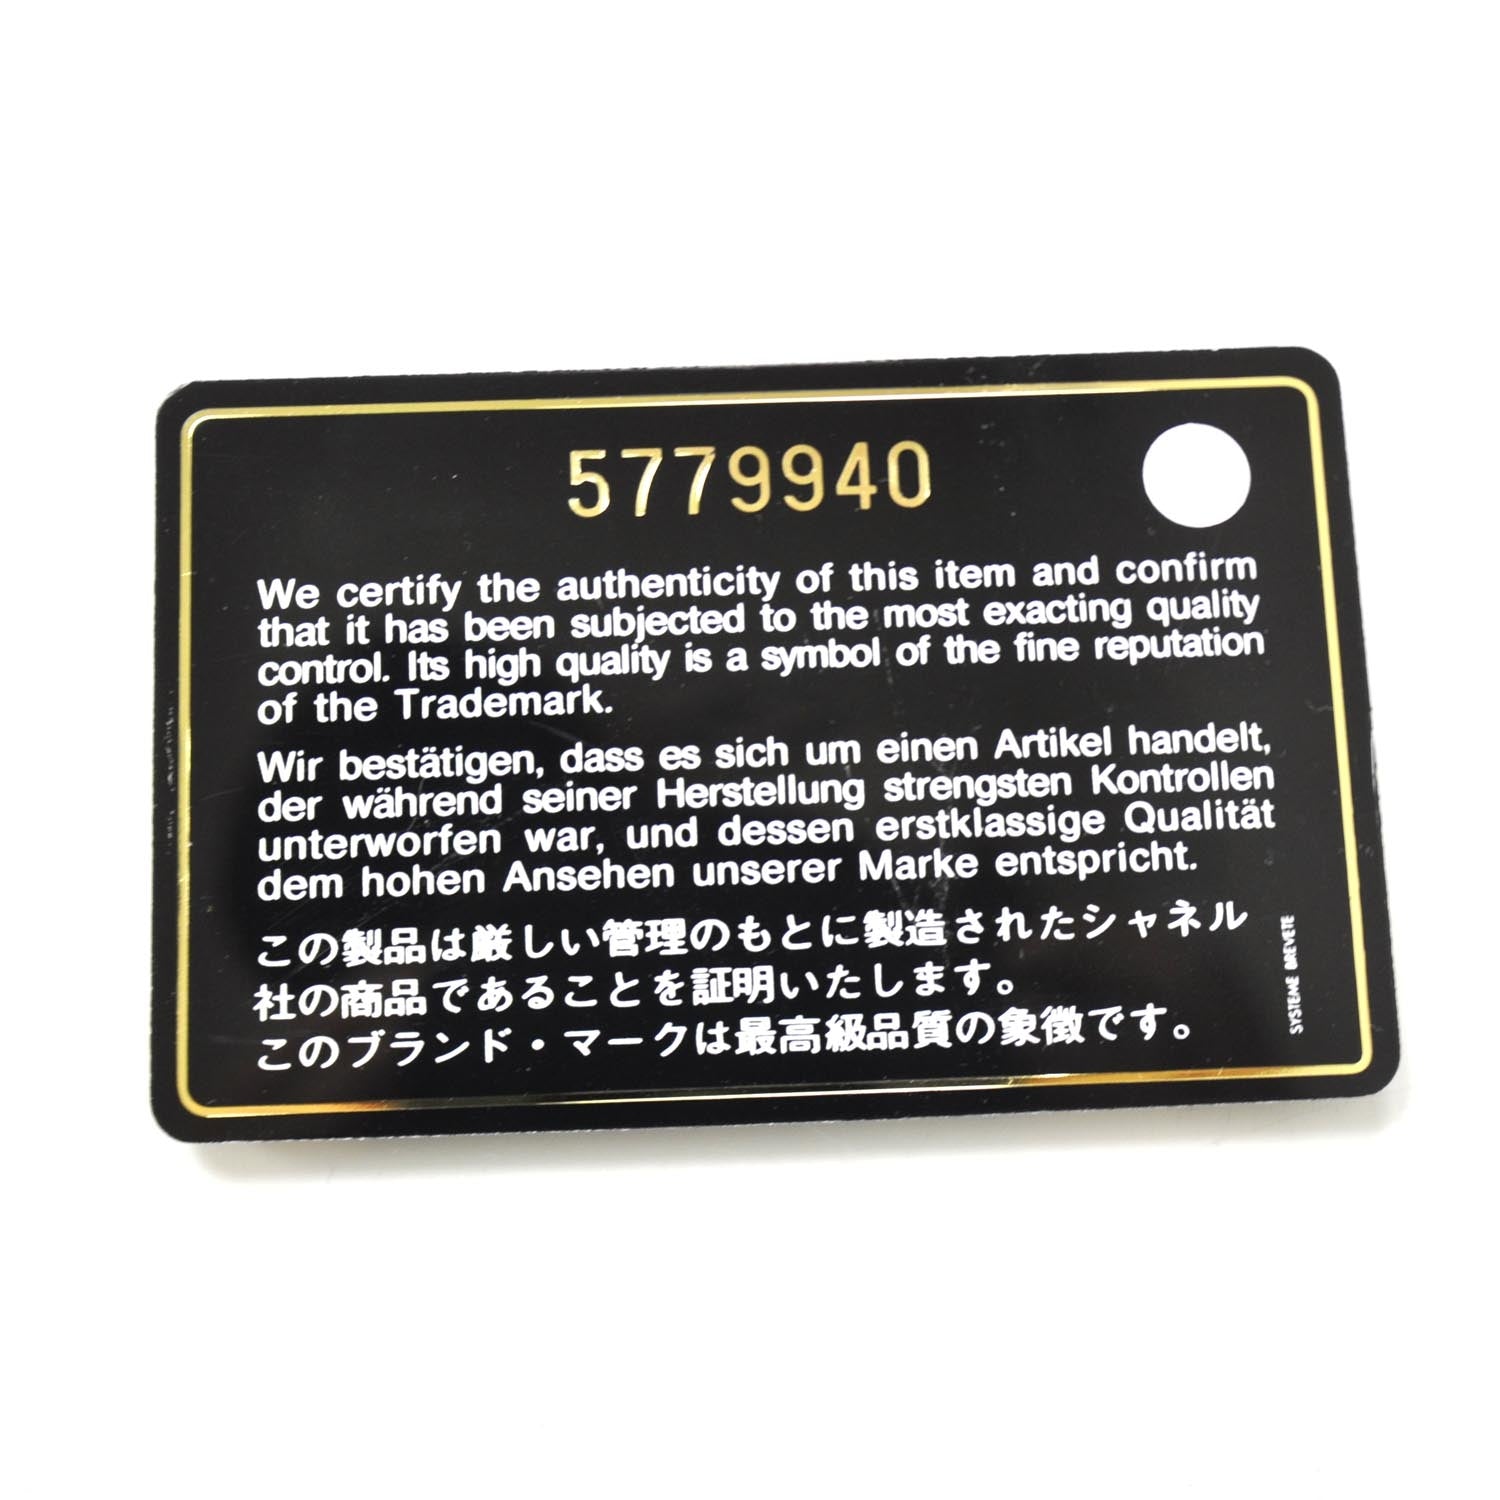 5779940
We certify the authenticity of this item and confirm
that it has been subjected to the most exacting quality
control. Its high quality is a symbol of the fine reputation
of the Trademark.
Wir bestätigen, dass es sich um einen Artikel handelt,
der während seiner Herstellung strengsten Kontrollen
unterworfen war, und dessen erstklassige Qualität
dem hohen Ansehen unserer Marke entspricht.
この製品は厳しい管理のもとに製造されたシャネル
社の商品であることを証明いたします。
このブランド・マークは最高級品質の象徴です。
SYSTEME BREVETE